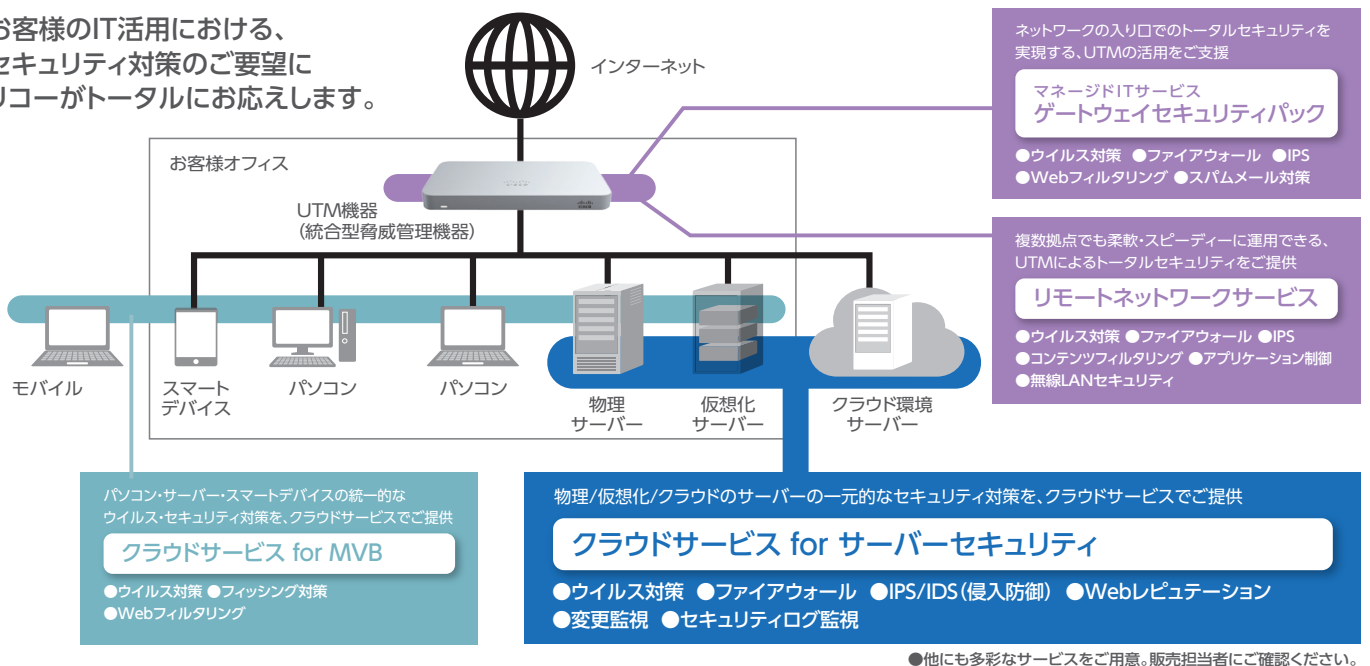 お客様のIT活用における、
セキュリティ対策のご要望に
リコーがトータルにお応えします。
インターネット
お客様オフィス
UTM機器
(統合型脅威管理機器)
モバイル
スマート
デバイス
パソコン
パソコン
物理
サーバー
仮想化
サーバー
クラウド環境
サーバー
ネットワークの入り口でのトータルセキュリティを
実現する、UTMの活用をご支援
マネージドITサービス
ゲートウェイセキュリティパック
●ウイルス対策 ●ファイアウォール ●IPS
●Webフィルタリング ●スパムメール対策
複数拠点でも柔軟・スピーディーに運用できる、
UTMによるトータルセキュリティをご提供
リモートネットワークサービス
●ウイルス対策 ●ファイアウォール ●IPS
●コンテンツフィルタリング ●アプリケーション制御
●無線LANセキュリティ
パソコン・サーバー・スマートデバイスの統一的な
ウイルス・セキュリティ対策を、クラウドサービスでご提供
クラウドサービス for MVB
●ウイルス対策 ●フィッシング対策
●Webフィルタリング
物理/仮想化/クラウドのサーバーの一元的なセキュリティ対策を、クラウドサービスでご提供
クラウドサービス for サーバーセキュリティ
●ウイルス対策 ●ファイアウォール ●IPS/IDS(侵入防御) ●Webレピュテーション
●変更監視 ●セキュリティログ監視
●他にも多彩なサービスをご用意。販売担当者にご確認ください。